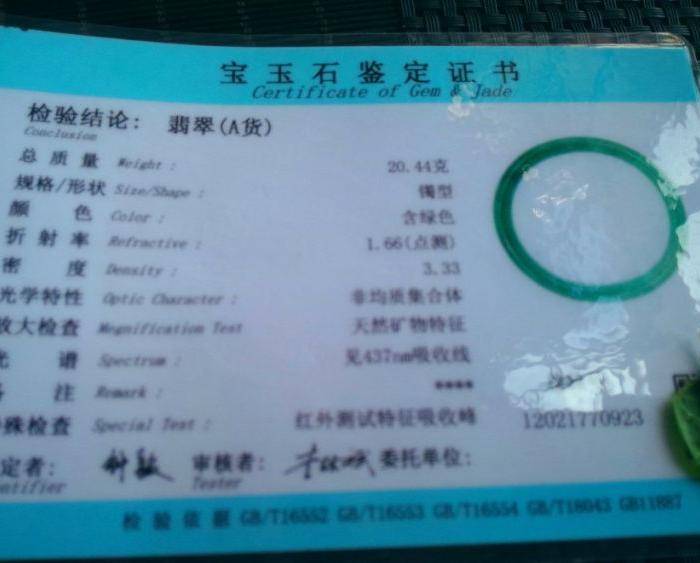 宝玉石鉴定证书
Certificate of Gem & Jade
检验结论: 翡翠(A货)
Conclusion
总质量 Weight: 20.44克
规格/形状 Size/Shape: 镯型
颜色 Color: 含绿色
折射率 Refractive: 1.66(点测)
密度 Density: 3.33
光学特性 Optic Character: 非均质集合体
放大检查 Magnification Test 天然矿物特征
光谱 Spectrum: 见437nm吸收线
备注 Remark: ****
特殊检查 Special Test: 红外测试特征吸收峰 12021770923
定者: 审核者: 委托单位:
entifier Tester
检验依据 GB/T16552 GB/T16553 GB/T16554 GB/T18043 GB11887